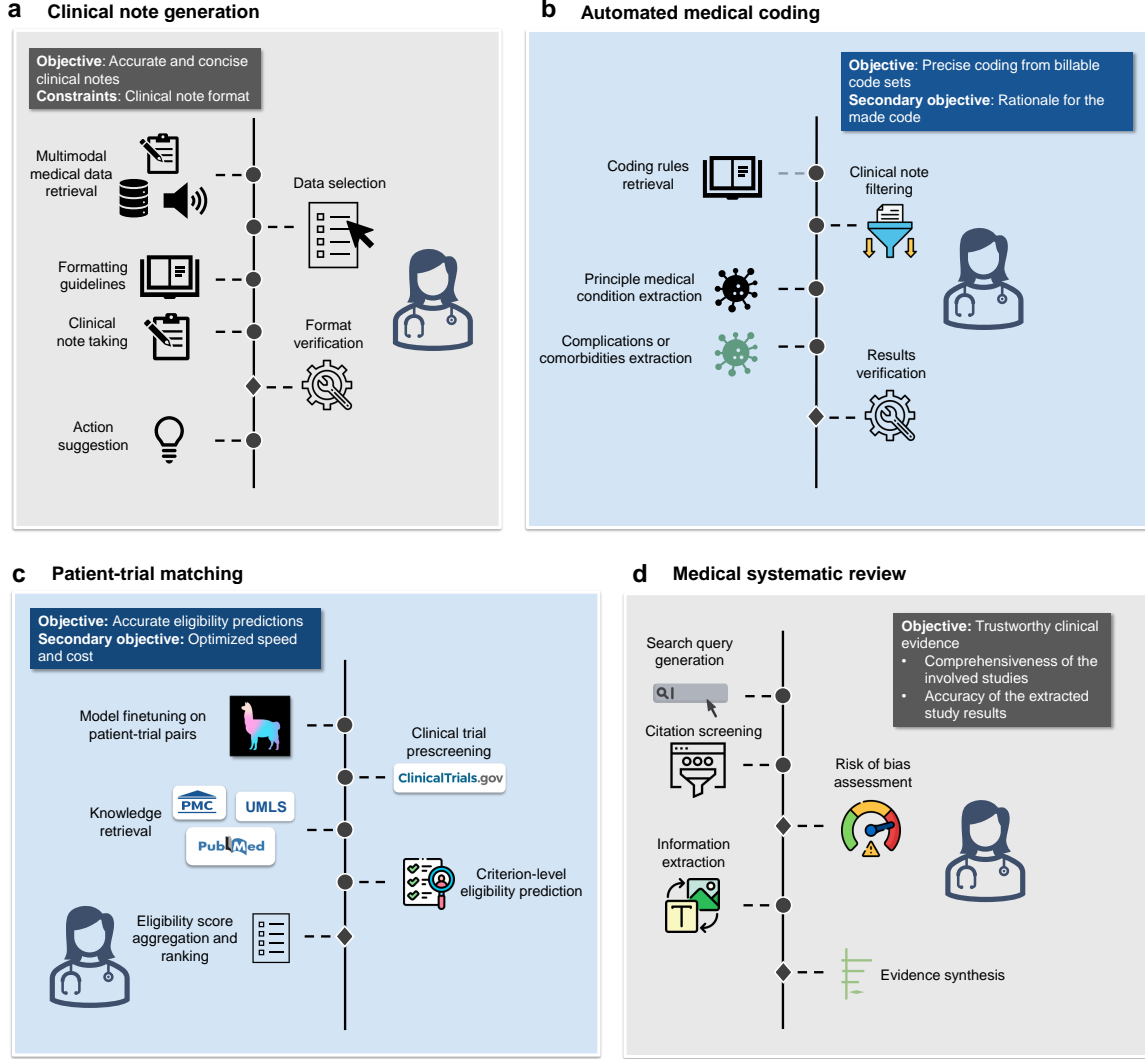 a Clinical note generation
Objective: Accurate and concise
clinical notes
Constraints: Clinical note format
Multimodal
medical data
retrieval
Data selection
Formatting
guidelines
Clinical
note taking
Format
verification
Action
suggestion
b Automated medical coding
Objective: Precise coding from billable
code sets
Secondary objective: Rationale for the
made code
Coding rules
retrieval
Clinical note
filtering
Principle medical
condition extraction
Complications or
comorbidities extraction
Results
verification
c Patient-trial matching
Objective: Accurate eligibility predictions
Secondary objective: Optimized speed
and cost
Model finetuning on
patient-trial pairs
Clinical trial
prescreening
ClinicalTrials.gov
Knowledge
retrieval
PMC
UMLS
PubMed
Criterion-level
eligibility prediction
Eligibility score
aggregation and
ranking
d Medical systematic review
Objective: Trustworthy clinical
evidence
• Comprehensiveness of the
involved studies
• Accuracy of the extracted
study results
Search query
generation
Citation screening
Risk of bias
assessment
Information
extraction
T
Evidence synthesis